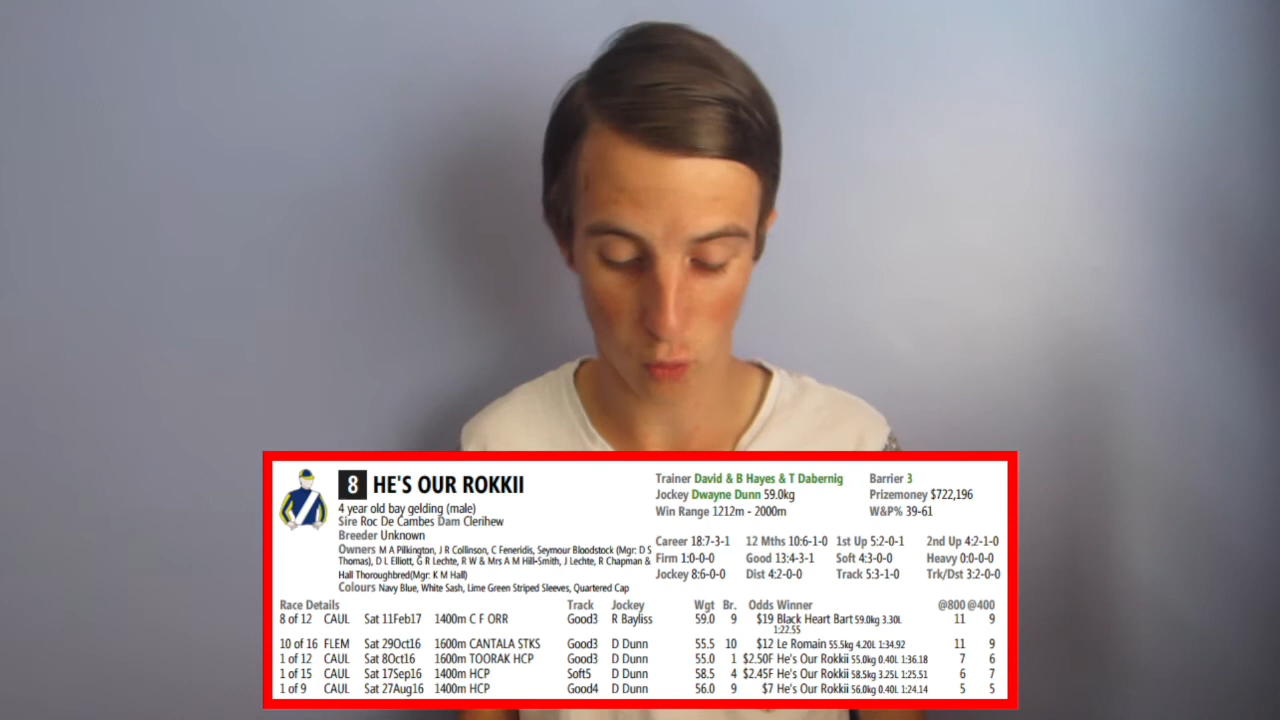 8 HE'S OUR ROKKII
4 year old bay gelding (male)
Sire Roc De Cambes Dam Clerihew
Breeder Unknown
Owners M A Pilkington, J R Collinson, C Feneridis, Seymour Bloodstock (Mgr: D S
Thomas), D L Elliott, G R Lechte, R W & Mrs A M Hill-Smith, J Lechte, R Chapman &
Hall Thoroughbred(Mgr: K M Hall)
Colours Navy Blue, White Sash, Lime Green Striped Sleeves, Quartered Cap
Trainer David & B Hayes & T Dabernig Barrier 3
Jockey Dwayne Dunn 59.0kg Prizemoney $722,196
Win Range 1212m - 2000m W&P% 39-61
Career 18:7-3-1 12 Mths 10:6-1-0 1st Up 5:2-0-1 2nd Up 4:2-1-0
Firm 1:0-0-0 Good 13:4-3-1 Soft 4:3-0-0 Heavy 0:0-0-0
Jockey 8:6-0-0 Dist 4:2-0-0 Track 5:3-1-0 Trk/Dst 3:2-0-0
Race Details Track Jockey Wgt Br. Odds Winner @800 @400
8 of 12 CAUL Sat 11Feb17 1400m C F ORR Good3 R Bayliss 59.0 9 $19 Black Heart Bart 59.0kg 3.30L 11 9
1:22.55
10 of 16 FLEM Sat 29Oct16 1600m CANTALA STKS Good3 D Dunn 55.5 10 $12 Le Romain 55.5kg 4.20L 1:34.92 11 9
1 of 12 CAUL Sat 8Oct16 1600m TOORAK HCP Good3 D Dunn 55.0 1 $2.50F He's Our Rokkii 55.0kg 0.40L 1:36.18 7 6
1 of 15 CAUL Sat 17Sep16 1400m HCP Soft5 D Dunn 58.5 4 $2.45F He's Our Rokkii 58.5kg 3.25L 1:25.51 6 7
1 of 9 CAUL Sat 27Aug16 1400m HCP Good4 D Dunn 56.0 9 $7 He's Our Rokkii 56.0kg 0.40L 1:24.14 5 5